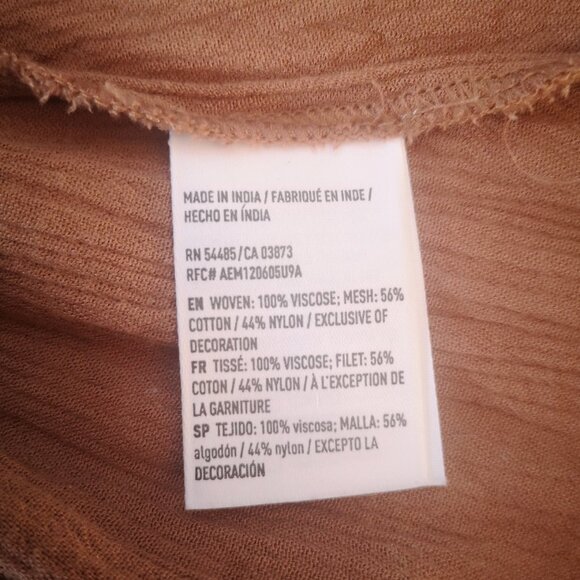 MADE IN INDIA / FABRIQUÉ EN INDE /
HECHO EN ÍNDIA
RN 54485/CA 03873
RFC# AEM120605U9A
EN WOVEN: 100% VISCOSE; MESH: 56%
COTTON / 44% NYLON / EXCLUSIVE OF
DECORATION
FR TISSÉ: 100% VISCOSE; FILET: 56%
COTON / 44% NYLON / À L'EXCEPTION DE
LA GARNITURE
SP TEJIDO: 100% viscosa; MALLA: 56%
algodón / 44% nylon / EXCEPTO LA
DECORACIÓN